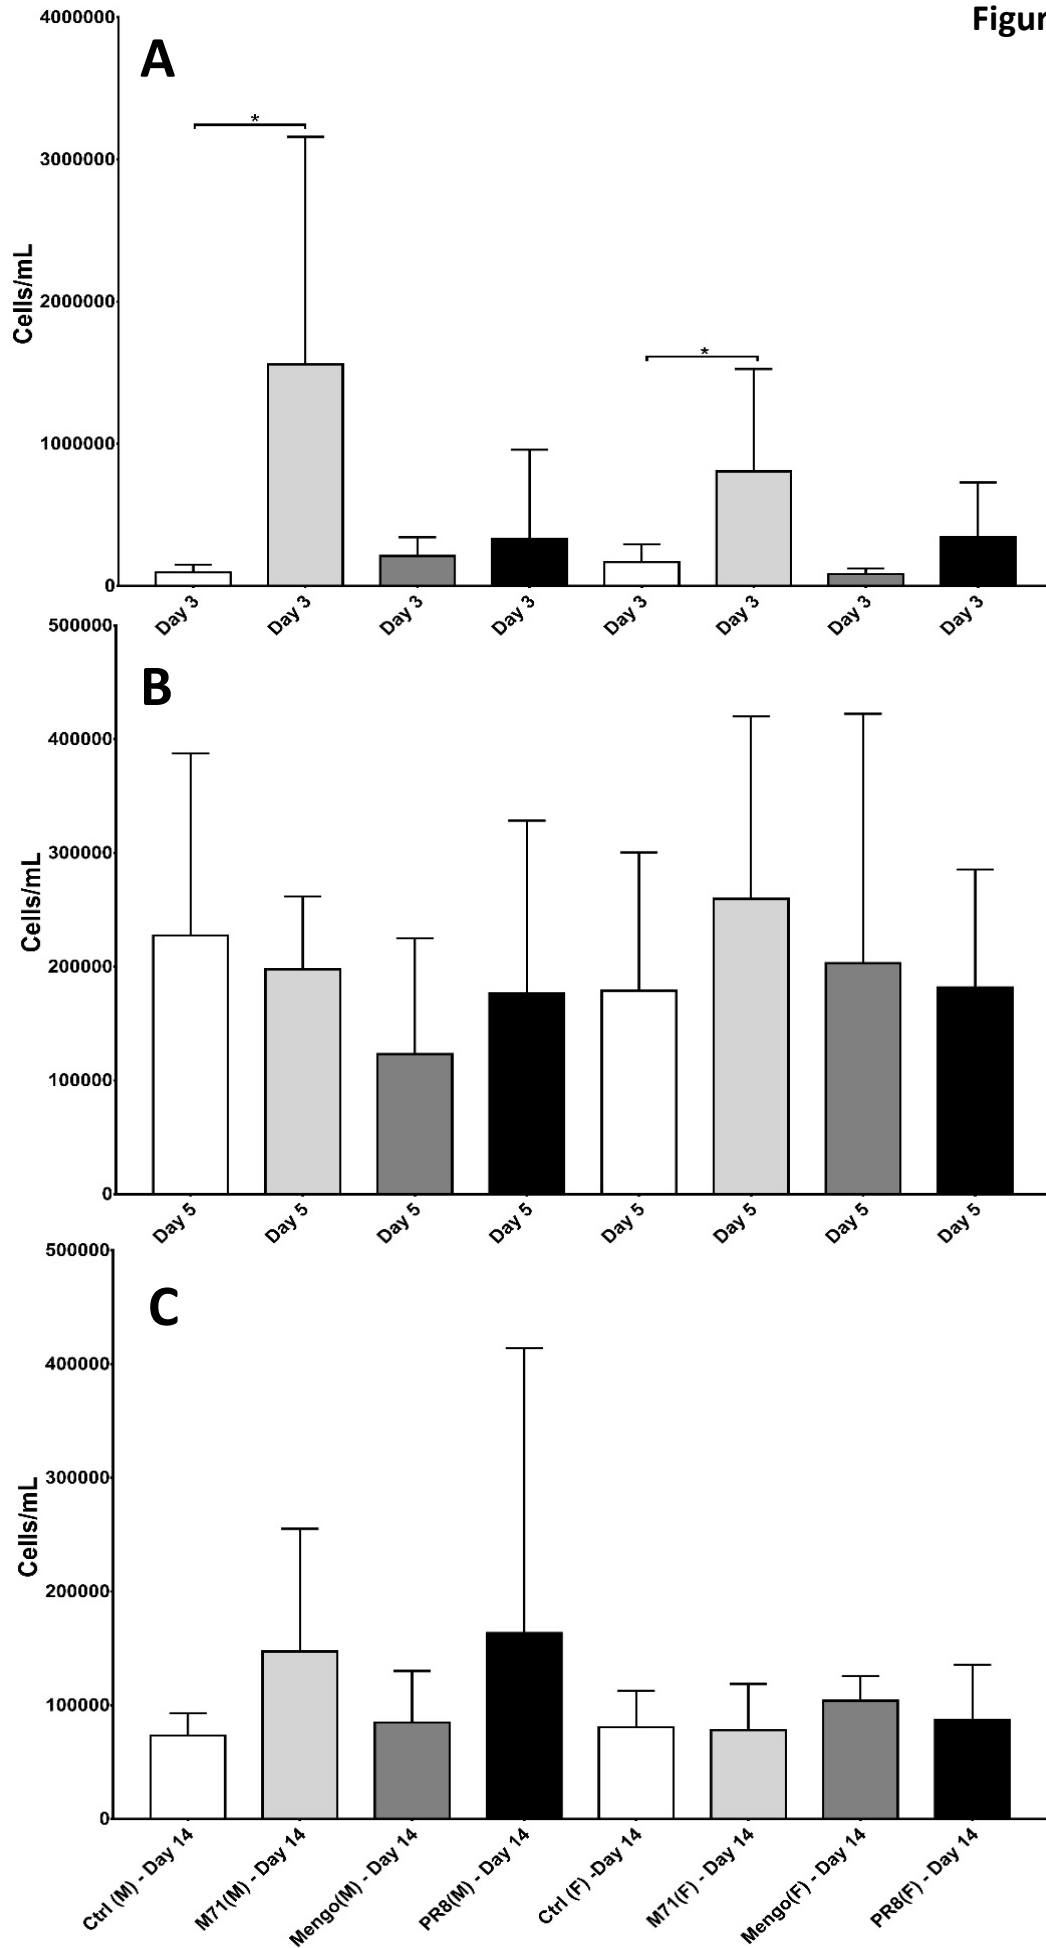 Figur
A
4000000
3000000
2000000
1000000
0
Cells/mL
*
*
Day 3
Day 3
Day 3
Day 3
Day 3
Day 3
Day 3
Day 3
B
500000
400000
300000
200000
100000
0
Cells/mL
Day 5
Day 5
Day 5
Day 5
Day 5
Day 5
Day 5
Day 5
C
500000
400000
300000
200000
100000
0
Cells/mL
Ctrl (M) - Day 14
M71(M) - Day 14
Mengo(M) - Day 14
PR8(M) - Day 14
Ctrl (F) -Day 14
M71(F) - Day 14
Mengo(F) - Day 14
PR8(F) - Day 14